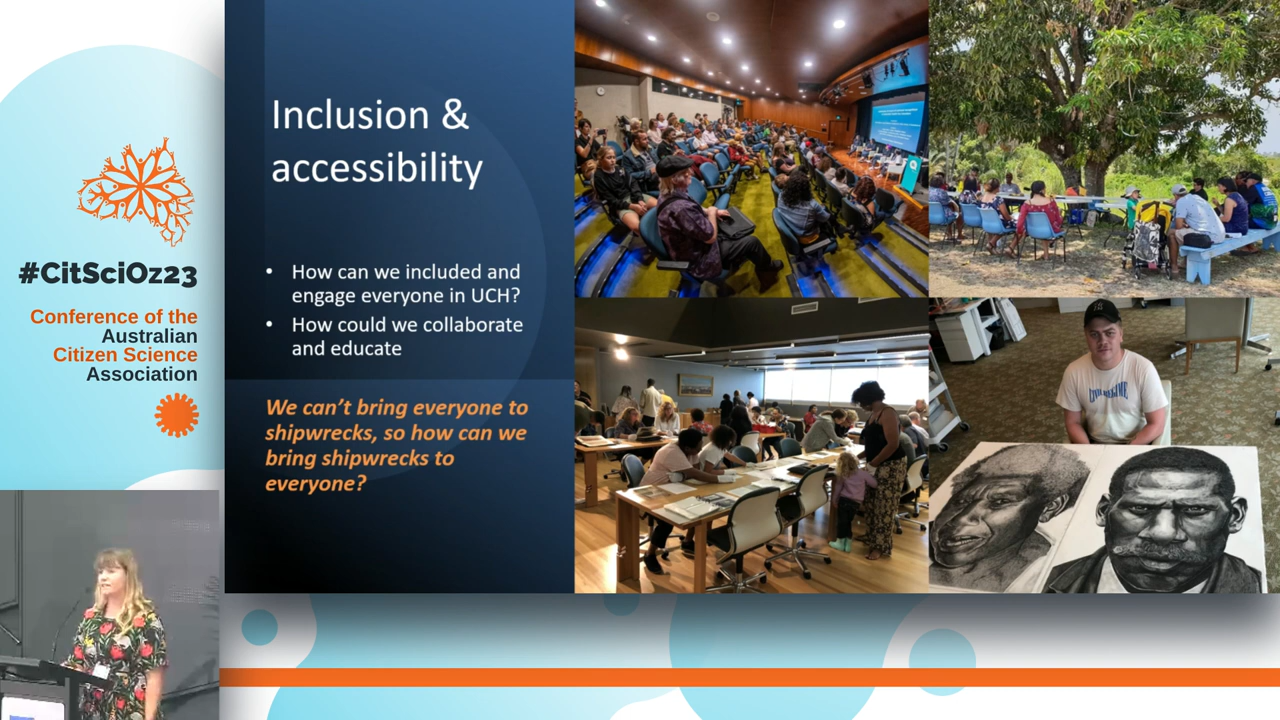 #CitSciOz23
Conference of the
Australian
Citizen Science
Association
Inclusion &
accessibility
• How can we included and
engage everyone in UCH?
• How could we collaborate
and educate
We can't bring everyone to
shipwrecks, so how can we
bring shipwrecks to
everyone?